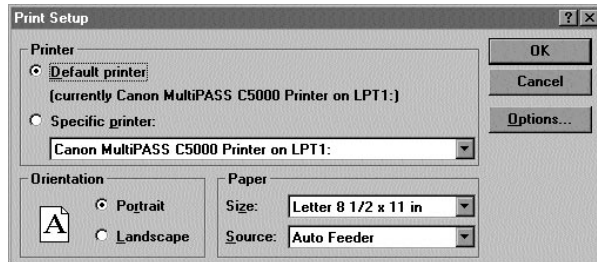 Print Setup
Printer
Default printer
(currently Canon MultiPASS C5000 Printer on LPT1:)
Specific printer:
Canon MultiPASS C5000 Printer on LPT1:
OK
Cancel
Options...
Orientation
A
Portrait
Landscape
Paper
Size: Letter 8 1/2 x 11 in
Source: Auto Feeder